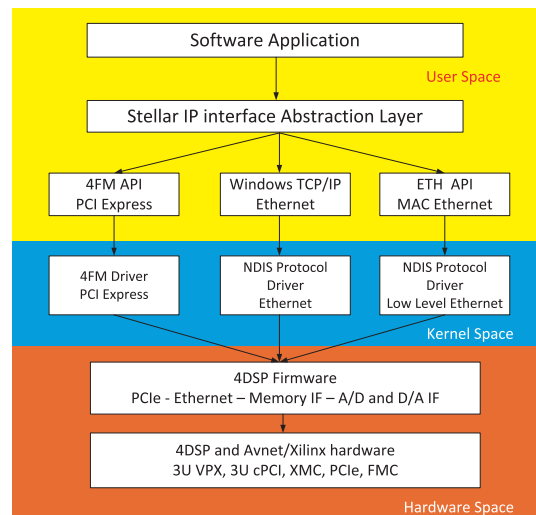 Software Application
User Space
Stellar IP interface Abstraction Layer
4FM API
PCI Express
Windows TCP/IP
Ethernet
ETH API
MAC Ethernet
4FM Driver
PCI Express
NDIS Protocol
Driver
Ethernet
NDIS Protocol
Driver
Low Level Ethernet
Kernel Space
4DSP Firmware
PCIe - Ethernet – Memory IF – A/D and D/A IF
4DSP and Avnet/Xilinx hardware
3U VPX, 3U cPCI, XMC, PCIe, FMC
Hardware Space